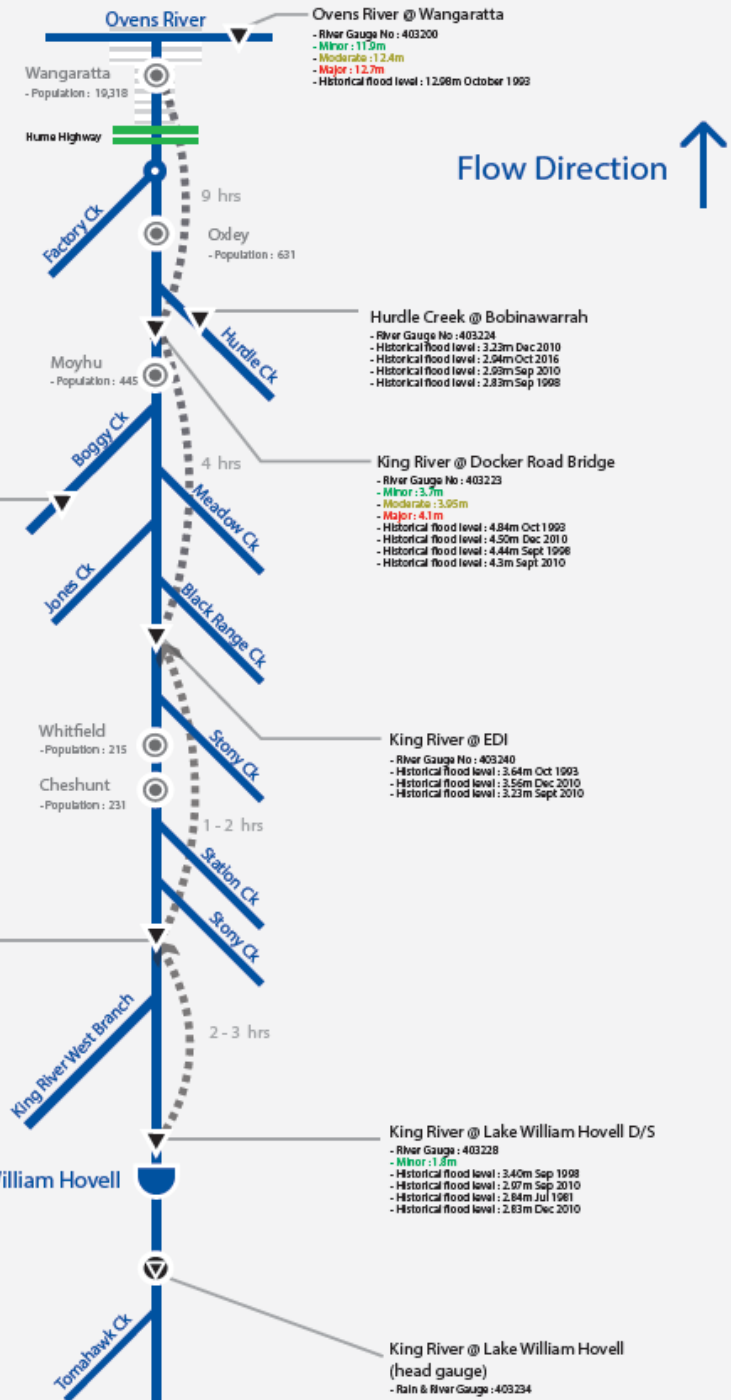 Ovens River
Ovens River @ Wangaratta
- River Gauge No : 403200
- Minor : 11.9m
- Moderate : 12.4m
- Major : 12.7m
- Historical flood level : 12.98m October 1993
Wangaratta
- Population : 19,318
Hume Highway
Flow Direction
9 hrs
Factory Ck
Oxley
- Population : 631
Hurdle Creek @ Bobinawarrah
- River Gauge No : 403224
- Historical flood level : 3.23m Dec 2010
- Historical flood level : 2.94m Oct 2016
- Historical flood level : 2.93m Sep 2010
- Historical flood level : 2.83m Sep 1998
Hurdle Ck
Moyhu
- Population : 445
Boggy Ck
4 hrs
King River @ Docker Road Bridge
- River Gauge No : 403223
- Minor : 3.7m
- Moderate : 3.95m
- Major : 4.1m
- Historical flood level : 4.84m Oct 1993
- Historical flood level : 4.50m Dec 2010
- Historical flood level : 4.44m Sept 1998
- Historical flood level : 4.3m Sept 2010
Meadow Ck
Jones Ck
Black Range Ck
King River @ EDI
- River Gauge No : 403240
- Historical flood level : 3.64m Oct 1993
- Historical flood level : 3.56m Dec 2010
- Historical flood level : 3.23m Sept 2010
Whitfield
- Population : 215
Stony Ck
Cheshunt
- Population : 231
1 - 2 hrs
Station Ck
Stony Ck
2 - 3 hrs
King River West Branch
King River @ Lake William Hovell D/S
- River Gauge : 403228
- Minor : 1.8m
- Historical flood level : 3.40m Sep 1998
- Historical flood level : 2.97m Sep 2010
- Historical flood level : 2.84m Jul 1981
- Historical flood level : 2.83m Dec 2010
illiam Hovell
King River @ Lake William Hovell
(head gauge)
- Rain & River Gauge : 403234
Tomahawk Ck